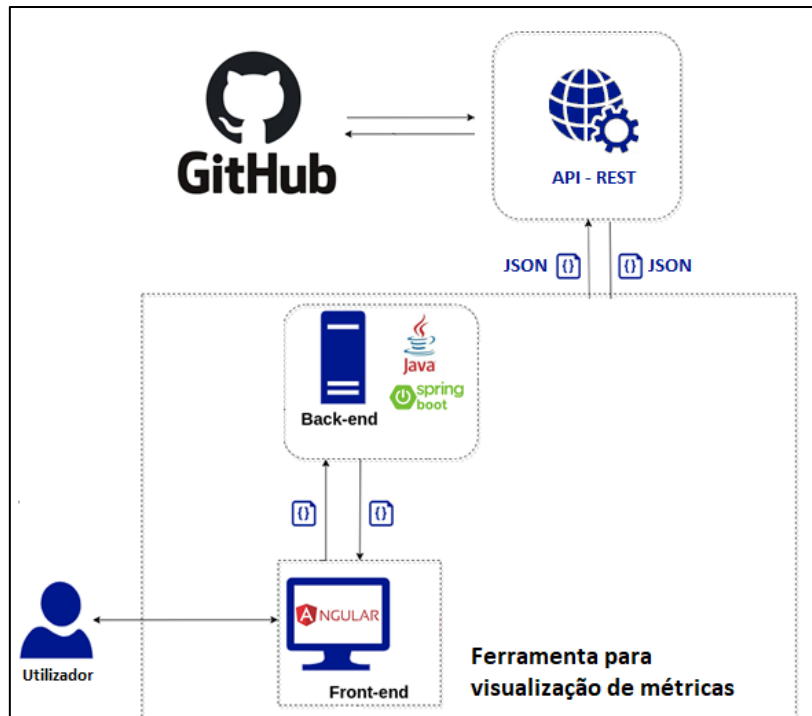 GitHub
API - REST
JSON {}
{} JSON
Java
spring
boot
Back-end
{}
{}
ANGULAR
Utilizador
Front-end
Ferramenta para
visualização de métricas